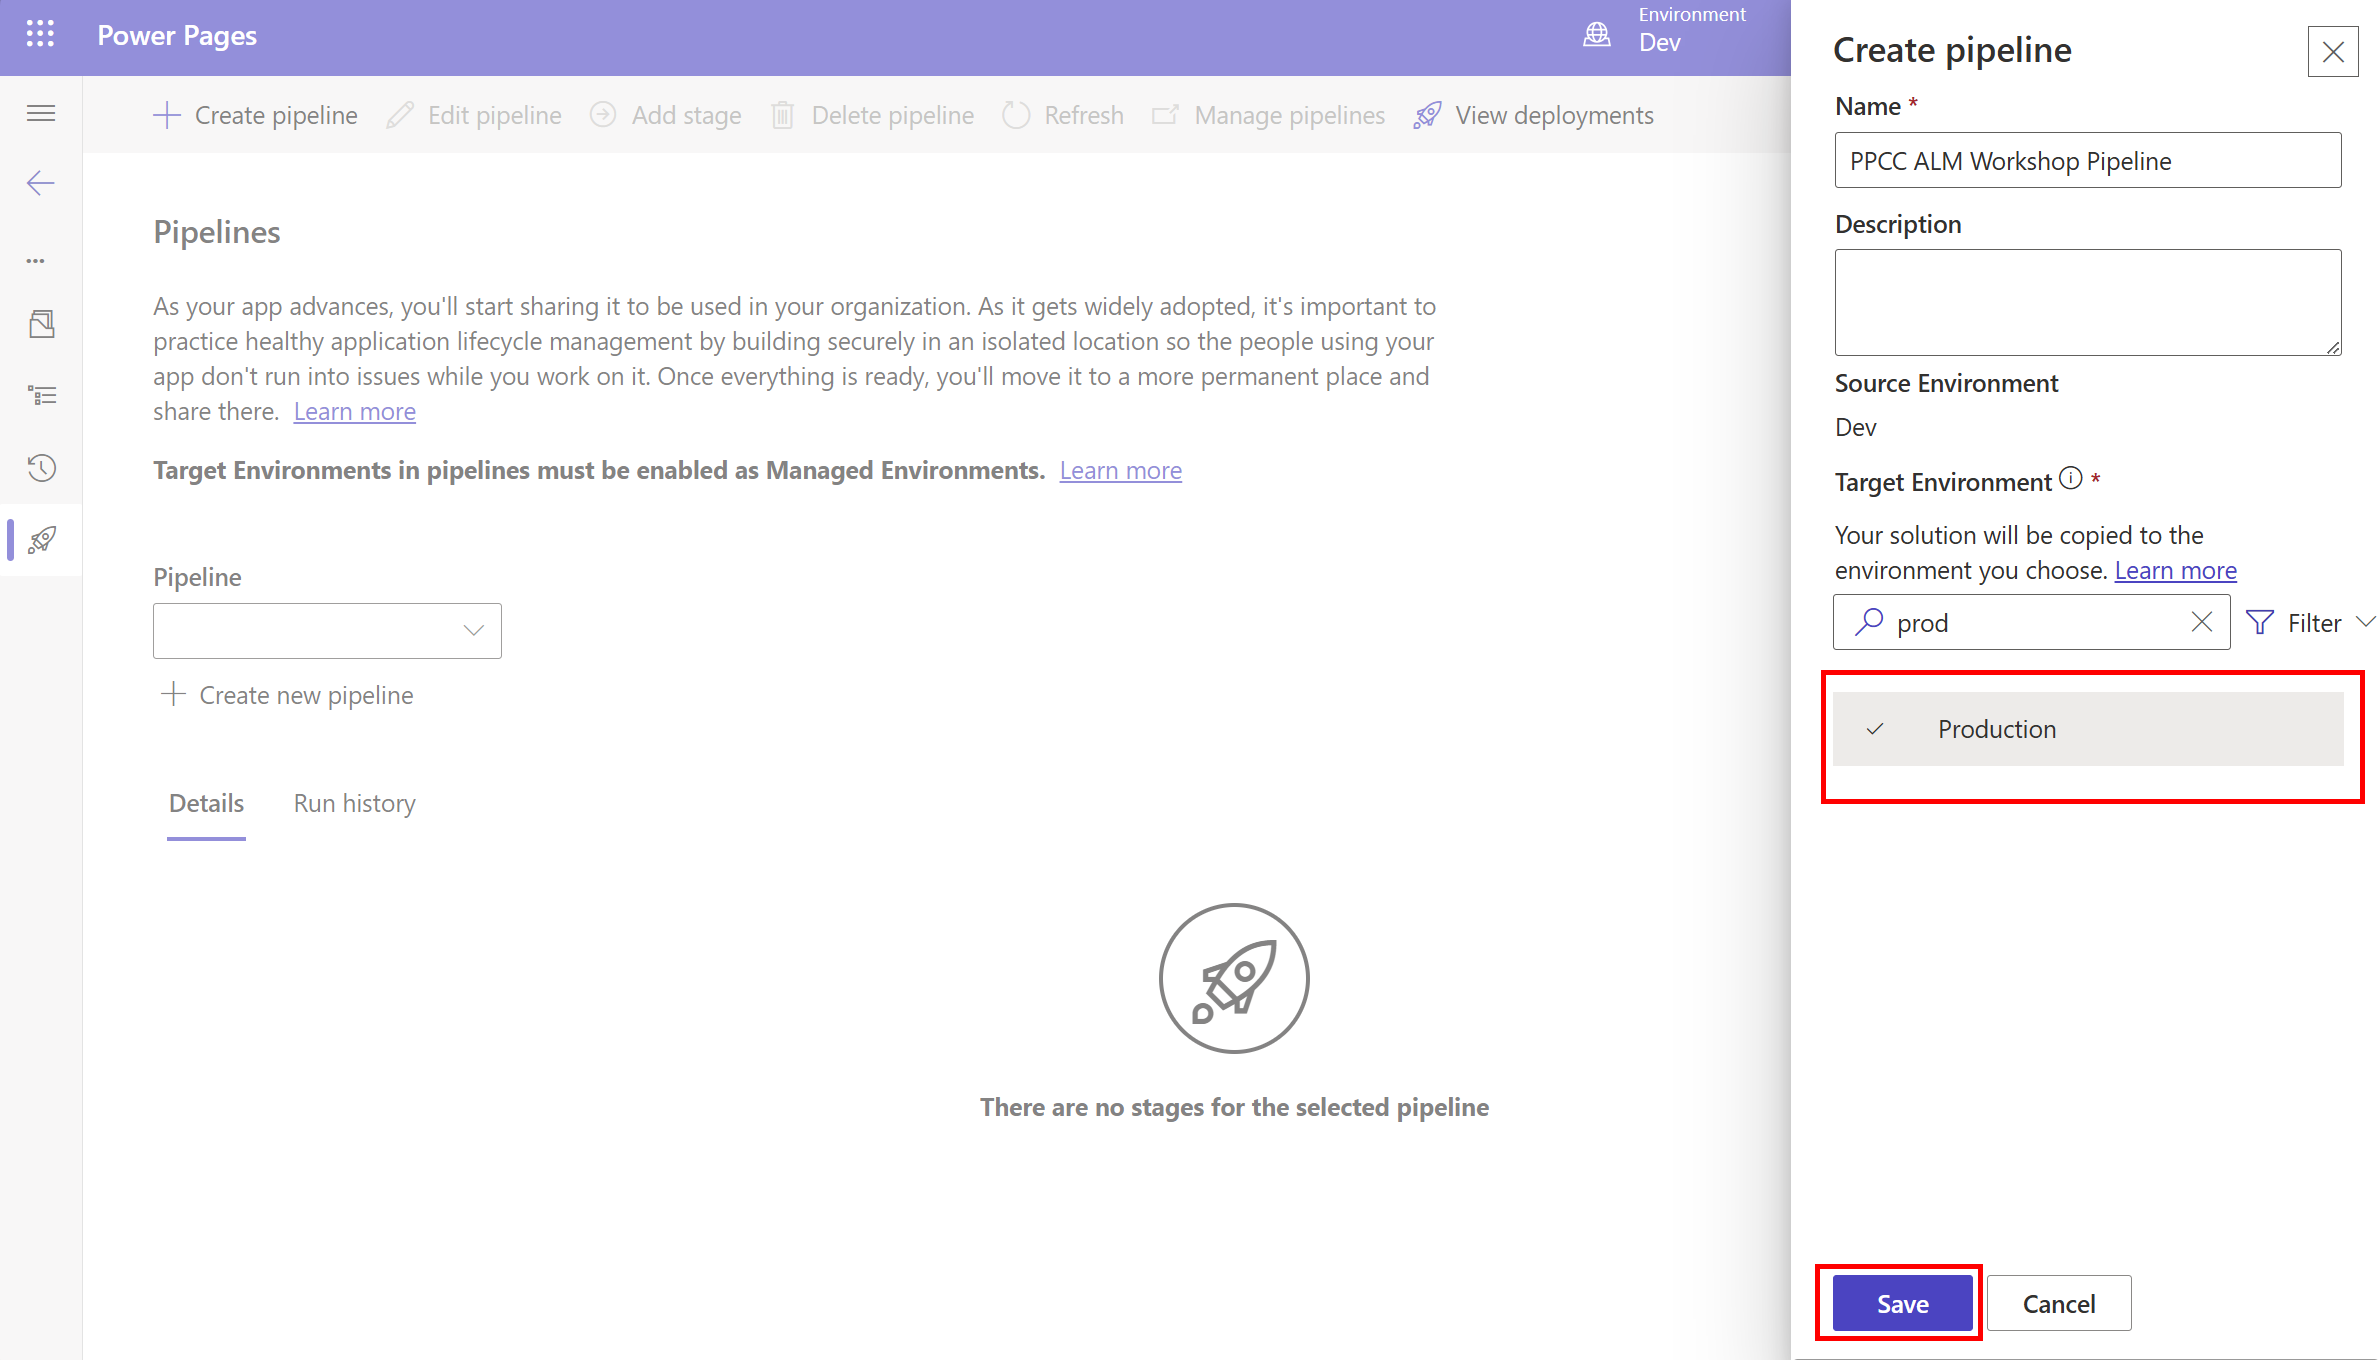 Power Pages
Environment
Dev
Create pipeline
Edit pipeline
Add stage
Delete pipeline
Refresh
Manage pipelines
View deployments
Pipelines
As your app advances, you'll start sharing it to be used in your organization. As it gets widely adopted, it's important to
practice healthy application lifecycle management by building securely in an isolated location so the people using your
app don't run into issues while you work on it. Once everything is ready, you'll move it to a more permanent place and
share there. Learn more
Target Environments in pipelines must be enabled as Managed Environments. Learn more
Pipeline
Create new pipeline
Details
Run history
There are no stages for the selected pipeline
Create pipeline
Name *
PPCC ALM Workshop Pipeline
Description
Source Environment
Dev
Target Environment *
Your solution will be copied to the
environment you choose. Learn more
prod
Filter
Production
Save
Cancel